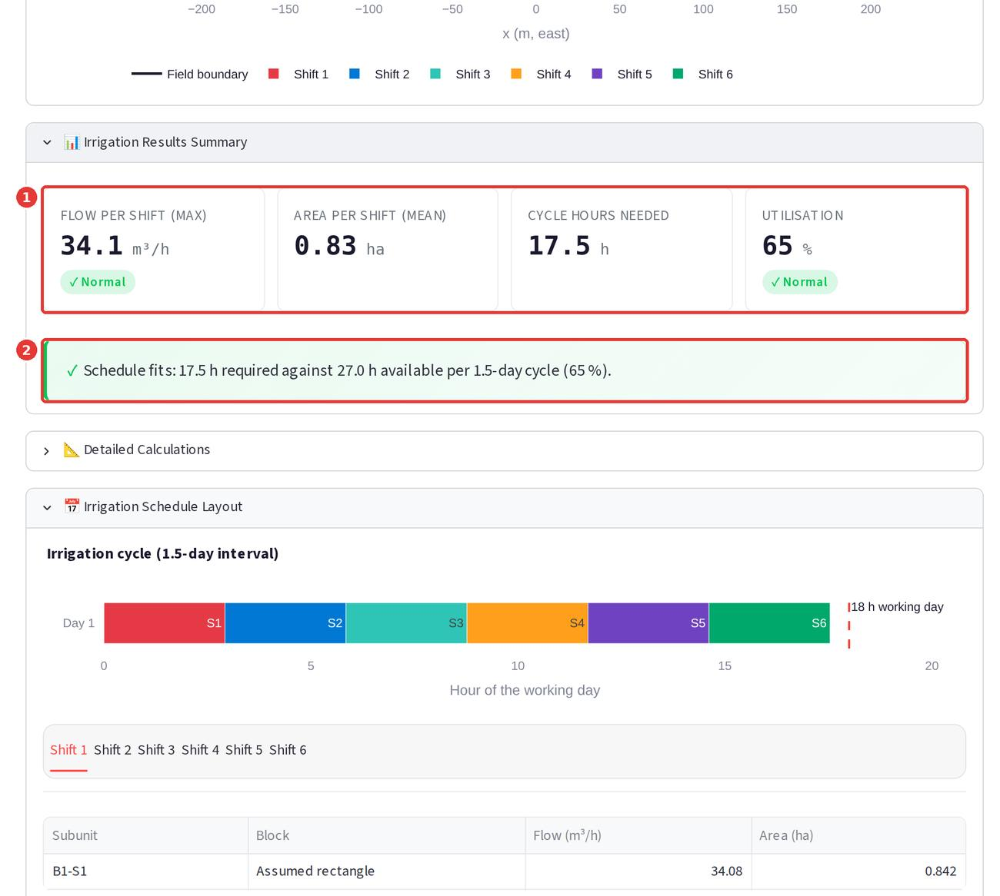 −200 −150 −100 −50 0 50 100 150 200
x (m, east)
Field boundary Shift 1 Shift 2 Shift 3 Shift 4 Shift 5 Shift 6
📊 Irrigation Results Summary
1
FLOW PER SHIFT (MAX) AREA PER SHIFT (MEAN) CYCLE HOURS NEEDED UTILISATION
34.1 m³/h 0.83 ha 17.5 h 65 %
✓ Normal ✓ Normal
2
✓ Schedule fits: 17.5 h required against 27.0 h available per 1.5-day cycle (65 %).
📐 Detailed Calculations
📅 Irrigation Schedule Layout
Irrigation cycle (1.5-day interval)
18 h working day
Day 1 S1 S2 S3 S4 S5 S6
0 5 10 15 20
Hour of the working day
Shift 1 Shift 2 Shift 3 Shift 4 Shift 5 Shift 6
Subunit Block Flow (m³/h) Area (ha)
B1-S1 Assumed rectangle 34.08 0.842